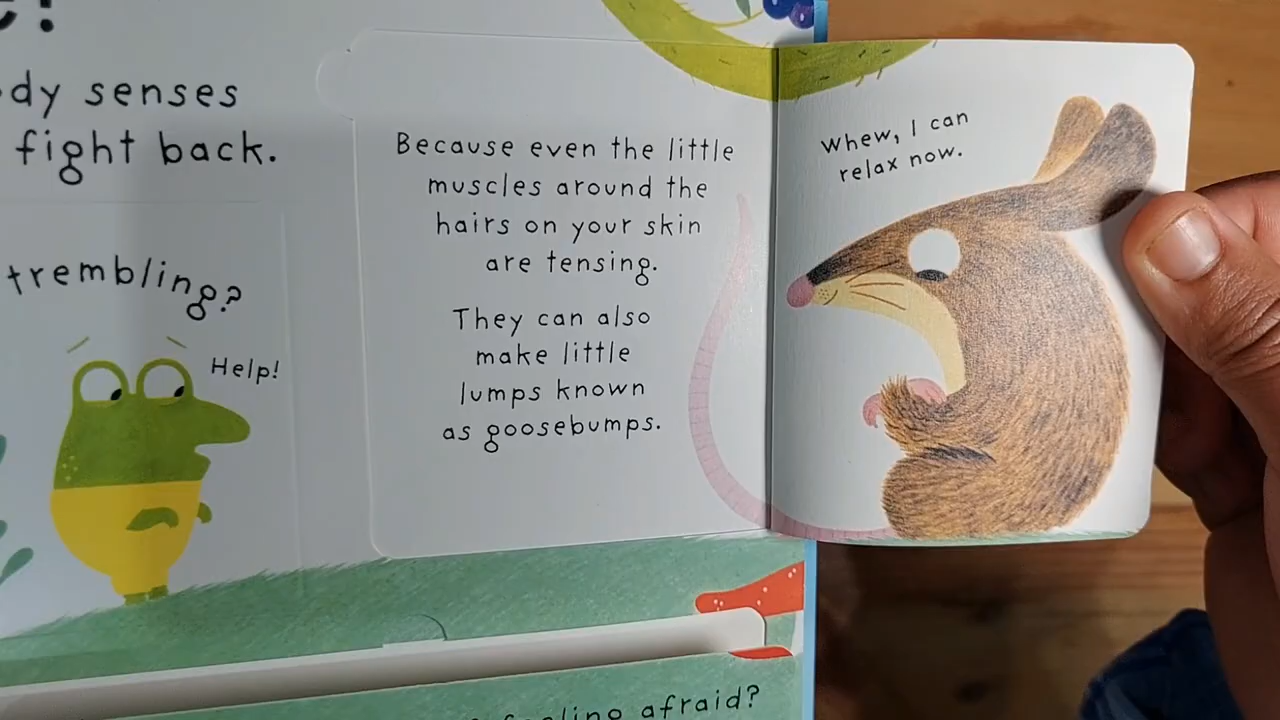 dy senses
fight back.
trembling?
Help!
Because even the little
muscles around the
hairs on your skin
are tensing.
They can also
make little
lumps known
as goosebumps.
Whew, I can
relax now.
feeling afraid?